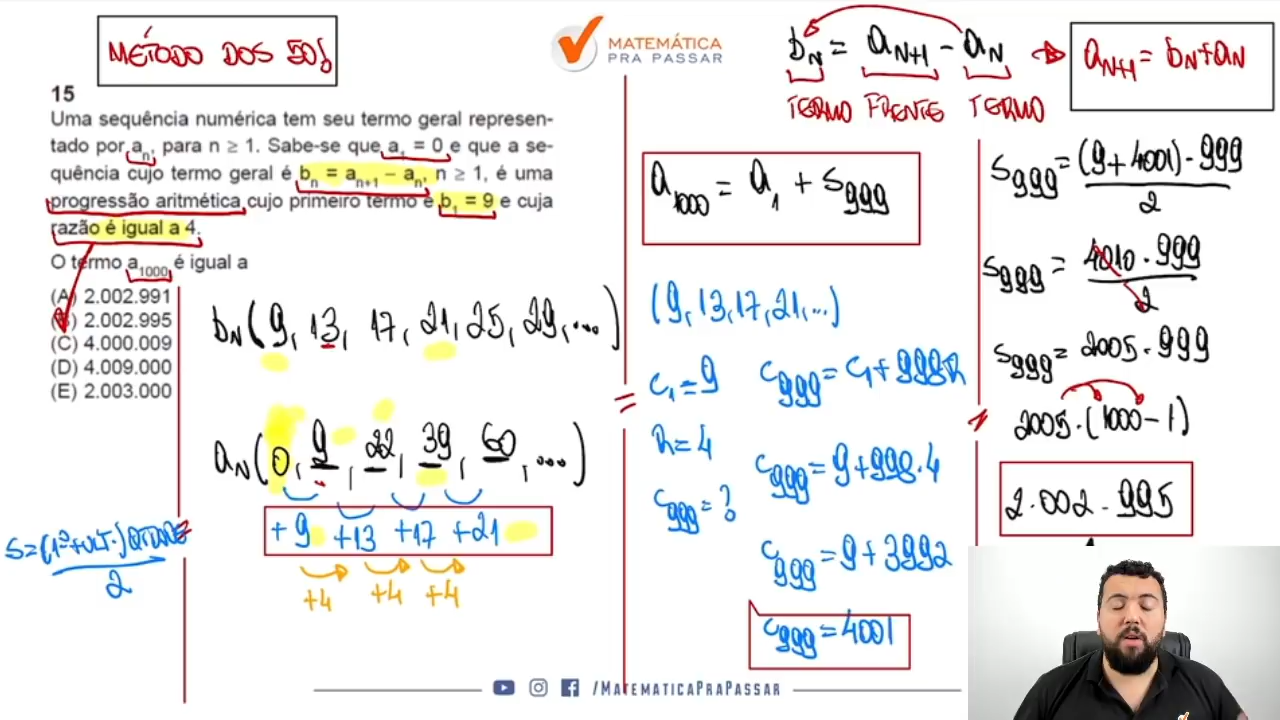 MÉTODO DOS 50!
MATEMÁTICA
PRA PASSAR
15
Uma sequência numérica tem seu termo geral represen-
tado por aₙ, para n ≥ 1. Sabe-se que a₁ = 0 e que a se-
quência cujo termo geral é bₙ = aₙ₊₁ – aₙ, n ≥ 1, é uma
progressão aritmética cujo primeiro termo é b₁ = 9 e cuja
razão é igual a 4.
O termo a₁₀₀₀ é igual a
(A) 2.002.991
(B) 2.002.995
(C) 4.000.009
(D) 4.009.000
(E) 2.003.000
bN(9, 13, 17, 21, 25, 29, ....)
aN(0, 9, 22, 39, 60, ....)
+9 +13 +17 +21
+4 +4 +4
2
bN = aN+1 - aN
TERMO FRENTE TERMO
aN+1 = bN + aN
a1000 = a1 + S999
(9, 13, 17, 21, ...)
C1 = 9
R = 4
C999 = ?
C999 = C1 + 998R
C999 = 9 + 998.4
C999 = 9 + 3992
C999 = 4001
S999 = (9 + 4001) . 999
2
S999 = 4010 . 999
2
S999 = 2005 . 999
2005 . (1000 - 1)
2.002.995
/MATEMATICAPRAPASSAR